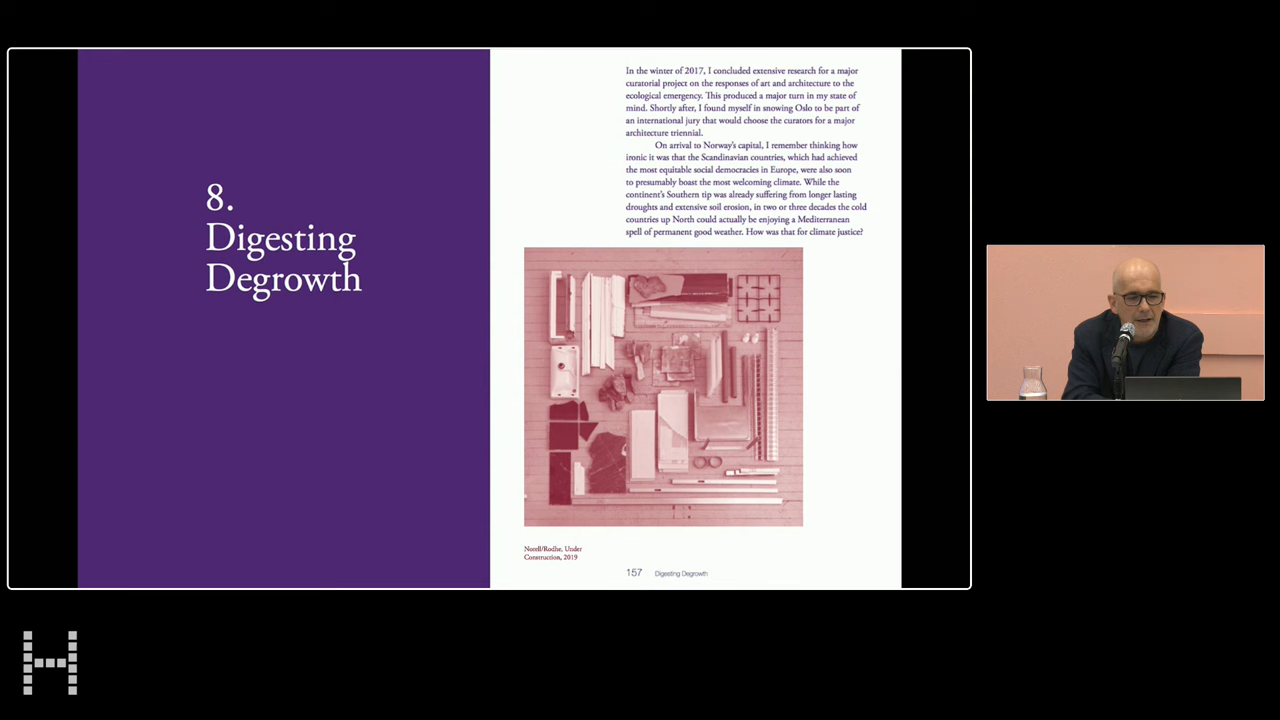 8.
Digesting
Degrowth
In the winter of 2017, I concluded extensive research for a major
curatorial project on the responses of art and architecture to the
ecological emergency. This produced a major turn in my state of
mind. Shortly after, I found myself in snowing Oslo to be part of
an international jury that would choose the curators for a major
architecture triennial.
On arrival to Norway's capital, I remember thinking how
ironic it was that the Scandinavian countries, which had achieved
the most equitable social democracies in Europe, were also soon
to presumably boast the most welcoming climate. While the
continent's Southern tip was already suffering from longer lasting
droughts and extensive soil erosion, in two or three decades the cold
countries up North could actually be enjoying a Mediterranean
spell of permanent good weather. How was that for climate justice?
Norell/Rodhe, Under
Construction, 2019
157 Digesting Degrowth
H